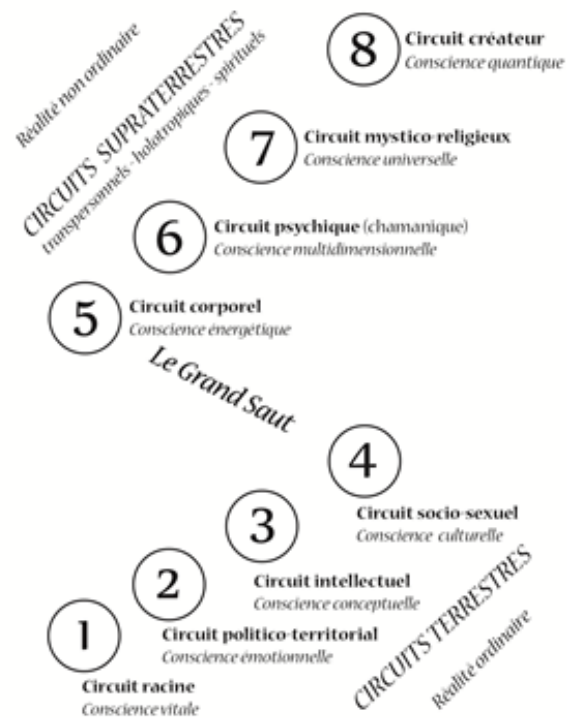 Réalité non ordinaire
CIRCUITS SUPRATERRESTRES
transpersonnels - holotropiques - spirituels
8
Circuit créateur
Conscience quantique
7
Circuit mystico-religieux
Conscience universelle
6
Circuit psychique (chamanique)
Conscience multidimensionnelle
5
Circuit corporel
Conscience énergétique
Le Grand Saut
4
Circuit socio-sexuel
Conscience culturelle
3
Circuit intellectuel
Conscience conceptuelle
2
Circuit politico-territorial
Conscience émotionnelle
1
Circuit racine
Conscience vitale
CIRCUITS TERRESTRES
Réalité ordinaire